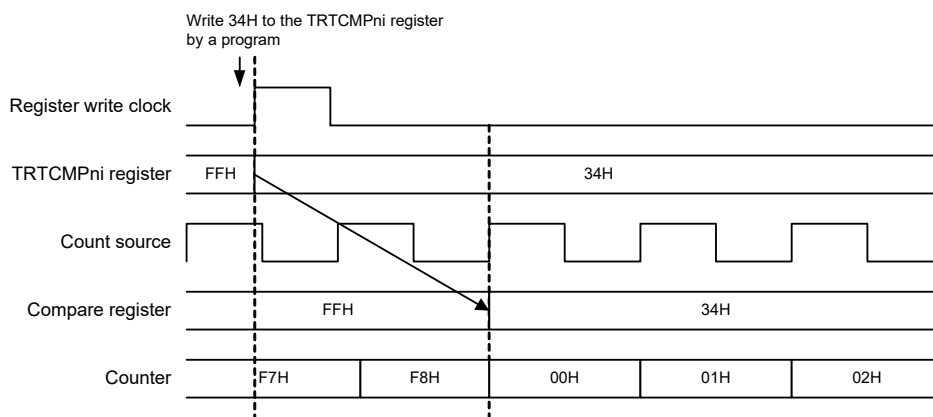 Write 34H to the TRTCMPni register
by a program
Register write clock
TRTCMPni register FFH 34H
Count source
Compare register FFH 34H
Counter F7H F8H 00H 01H 02H